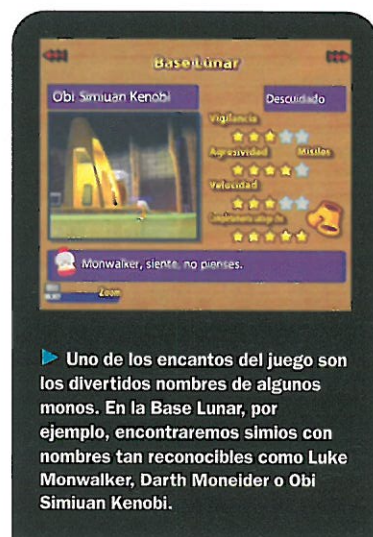 Base Lunar
Obi Simiuan Kenobi
Descuidado
Vigilancia
Agresividad Misiles
Velocidad
Monwalker, siente, no pienses.
Zoom
Uno de los encantos del juego son
los divertidos nombres de algunos
monos. En la Base Lunar, por
ejemplo, encontraremos simios con
nombres tan reconocibles como Luke
Monwalker, Darth Moneider o Obi
Simiuan Kenobi.